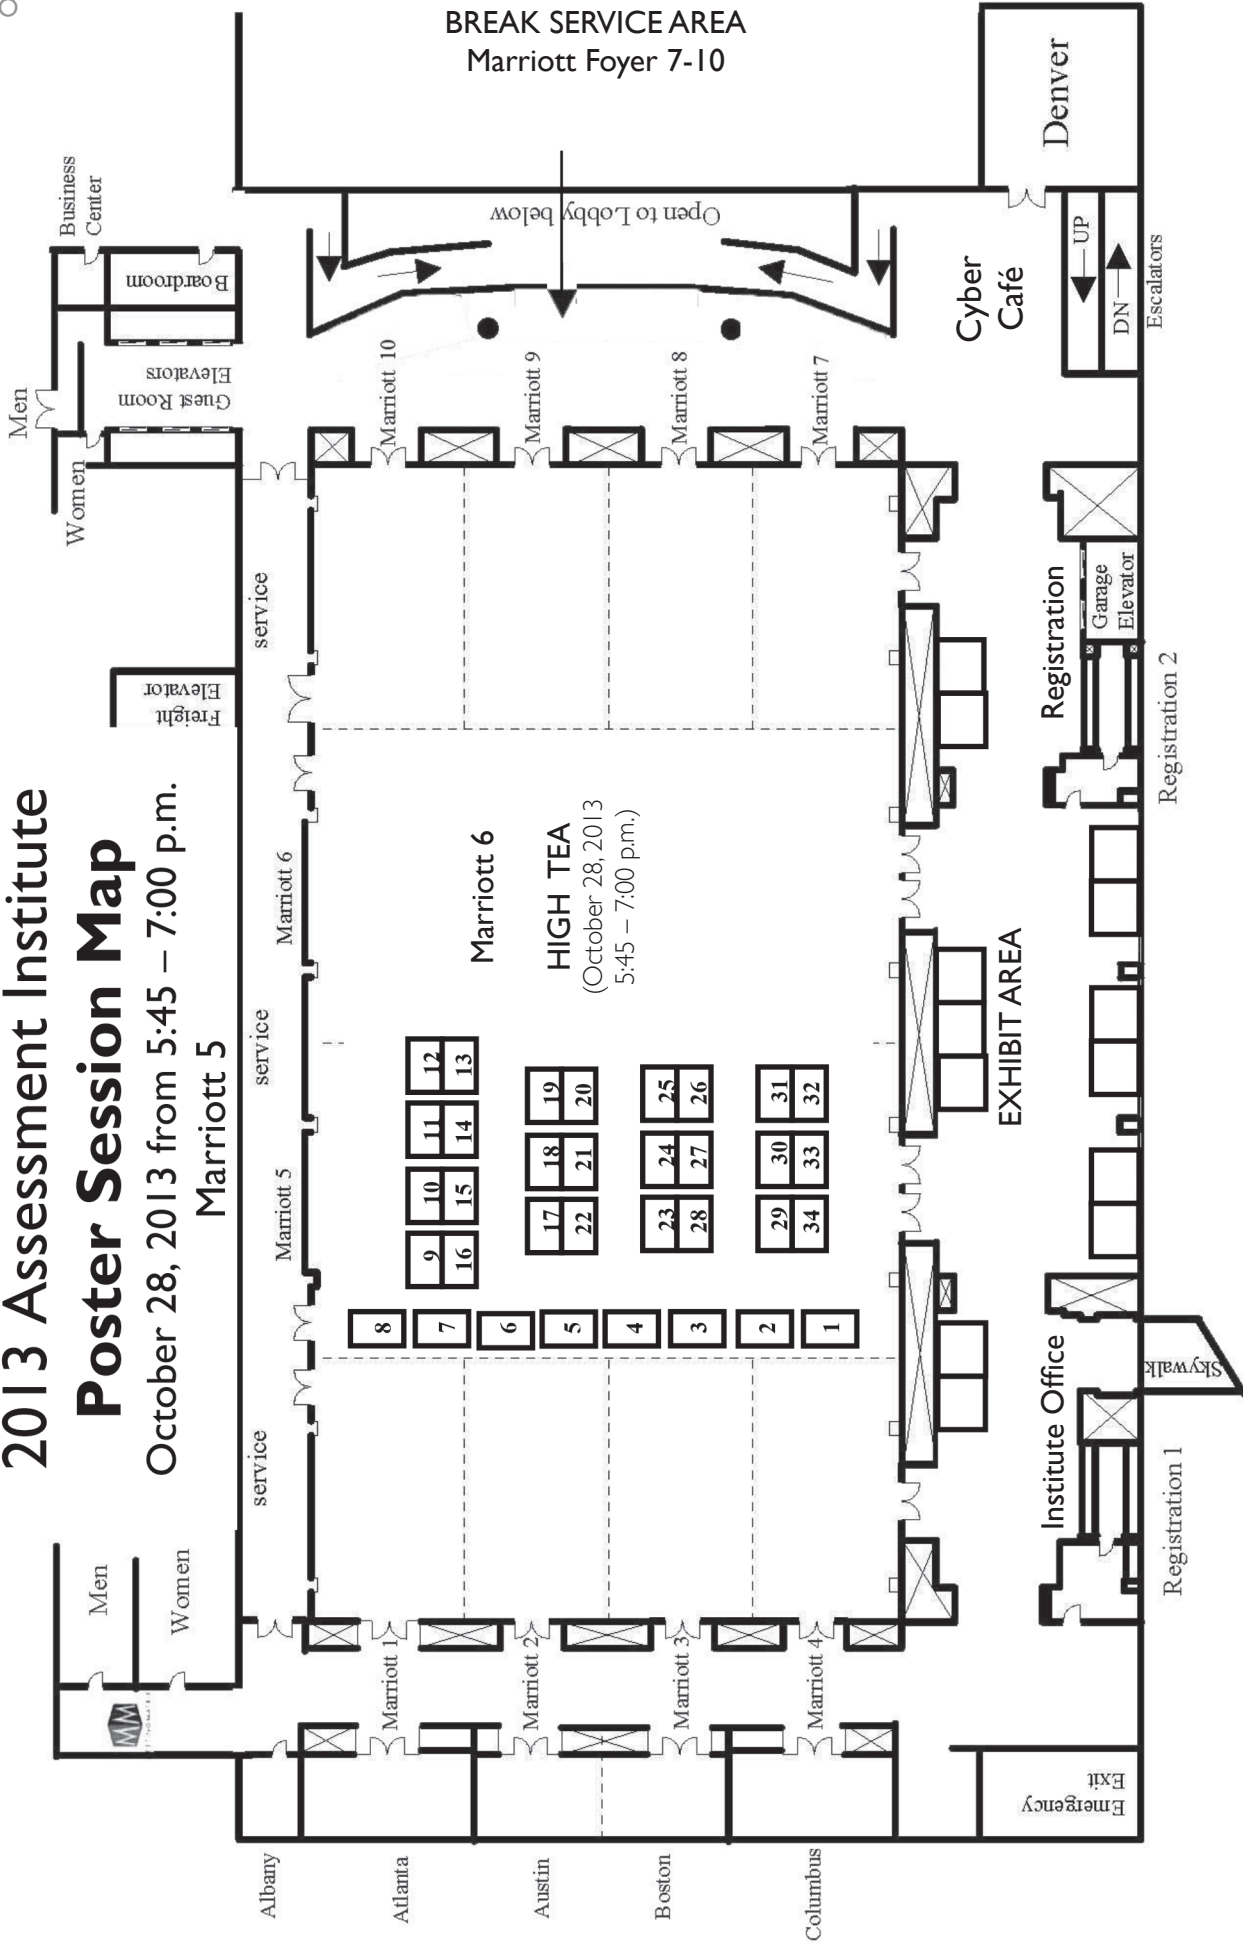 2013 Assessment Institute
Poster Session Map
October 28, 2013 from 5:45 – 7:00 p.m.
Marriott 5
BREAK SERVICE AREA
Marriott Foyer 7-10
Men
Women
Men
Women
Business
Center
Boardroom
Guest Room
Elevators
Freight
Elevator
service
service
service
Marriott 5
Marriott 6
Albany
Atlanta
Austin
Boston
Columbus
Marriott 1
Marriott 2
Marriott 3
Marriott 4
8
7
6
5
4
3
2
1
9
10
11
12
16
15
14
13
17
18
19
22
21
20
23
24
25
28
27
26
29
30
31
34
33
32
Marriott 6
HIGH TEA
(October 28, 2013
5:45 – 7:00 p.m.)
Marriott 10
Marriott 9
Marriott 8
Marriott 7
Open to Lobby below
Cyber
Café
Denver
UP
DN
Escalators
EXHIBIT AREA
Institute Office
Registration
Garage
Elevator
Registration 1
Registration 2
Skywalk
Emergency
Exit